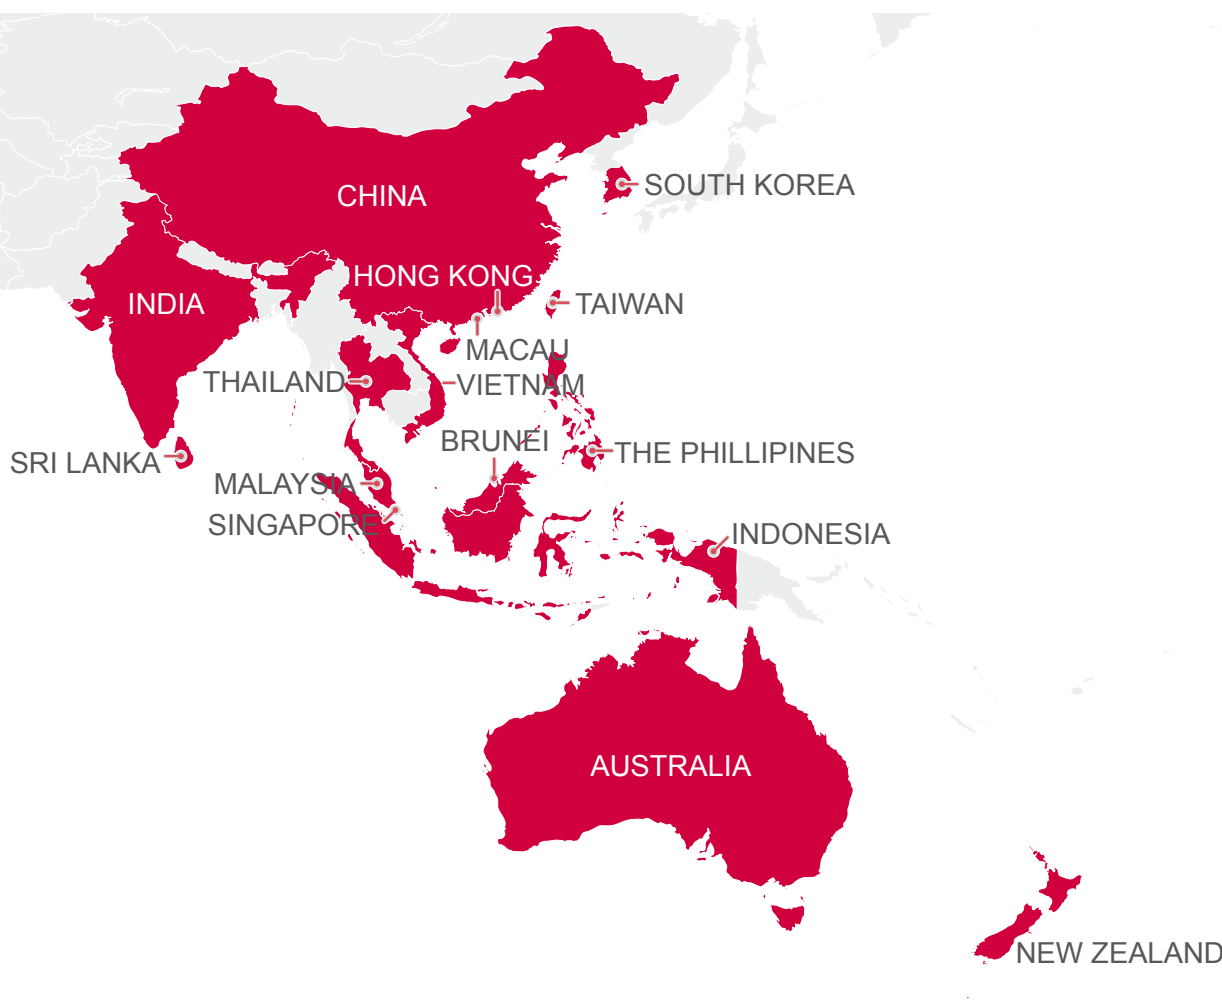 CHINA
SOUTH KOREA
HONG KONG
INDIA
TAIWAN
MACAU
THAILAND
VIETNAM
BRUNEI
THE PHILLIPINES
SRI LANKA
MALAYSIA
SINGAPORE
INDONESIA
AUSTRALIA
NEW ZEALAND